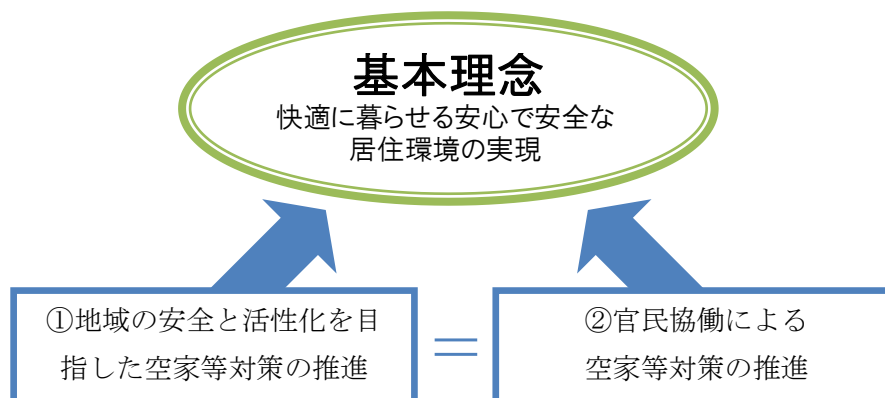 基本理念
快適に暮らせる安心で安全な
居住環境の実現
①地域の安全と活性化を目
指した空家等対策の推進
＝
②官民協働による
空家等対策の推進